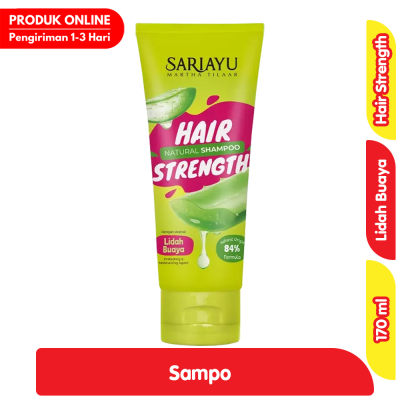 PRODUK ONLINE
Pengiriman 1-3 Hari
SARIAYU
MARTHA TILAAR
HAIR
NATURAL SHAMPOO
STRENGTH
Lidah
Buaya
84%
Formula
Hair Strength
Lidah Buaya
170 ml
Sampo